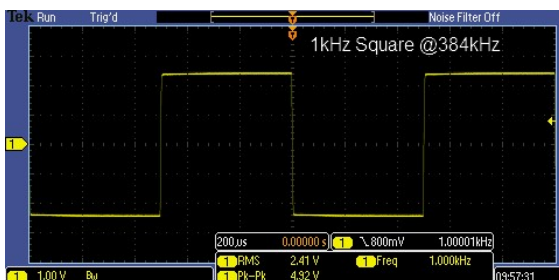 Tek Run Trig'd Noise Filter Off
1kHz Square @384kHz
1
200µs 0.00000 s 1 ╲ 800mV 1.00001kHz
1 RMS 2.41 V 1 Freq 1.000kHz
1 1.00 V Bw 1 Pk–Pk 4.92 V 09:57:31